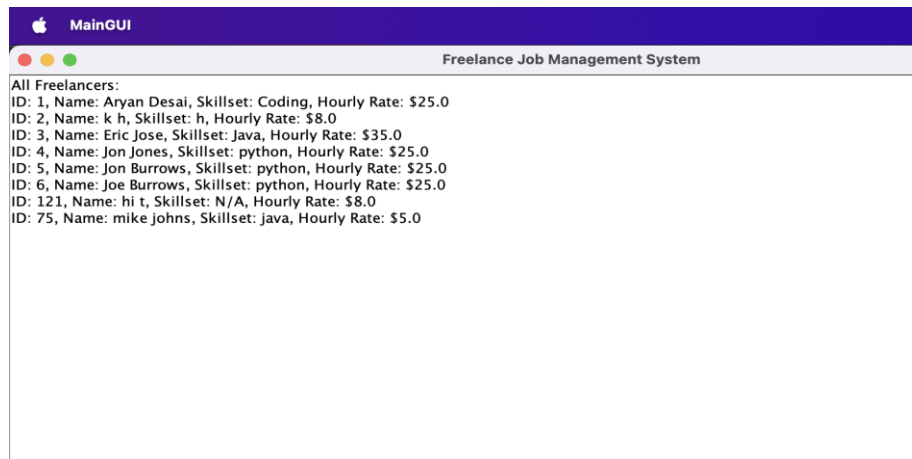 MainGUI
Freelance Job Management System
All Freelancers:
ID: 1, Name: Aryan Desai, Skillset: Coding, Hourly Rate: $25.0
ID: 2, Name: k h, Skillset: h, Hourly Rate: $8.0
ID: 3, Name: Eric Jose, Skillset: Java, Hourly Rate: $35.0
ID: 4, Name: Jon Jones, Skillset: python, Hourly Rate: $25.0
ID: 5, Name: Jon Burrows, Skillset: python, Hourly Rate: $25.0
ID: 6, Name: Joe Burrows, Skillset: python, Hourly Rate: $25.0
ID: 121, Name: hi t, Skillset: N/A, Hourly Rate: $8.0
ID: 75, Name: mike johns, Skillset: java, Hourly Rate: $5.0